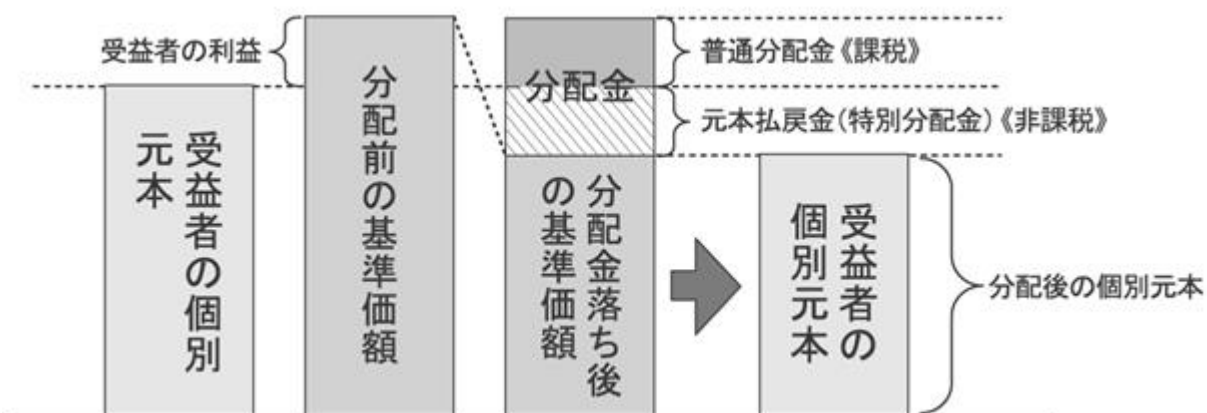 受益者の利益
普通分配金《課税》
元本払戻金(特別分配金)《非課税》
受益者の個別
元本
分配前の基準価額
分配金
分配金落ち後
の基準価額
受益者の
個別元本
分配後の個別元本